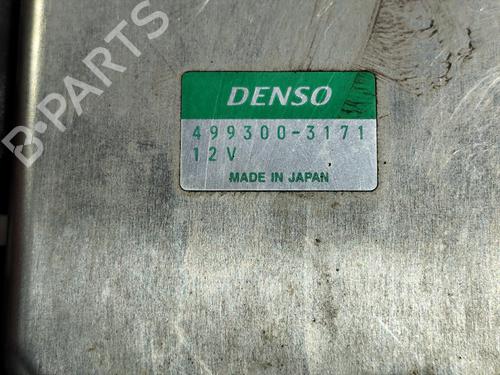 B-PARTS
DENSO
499300-3171
12V
MADE IN JAPAN